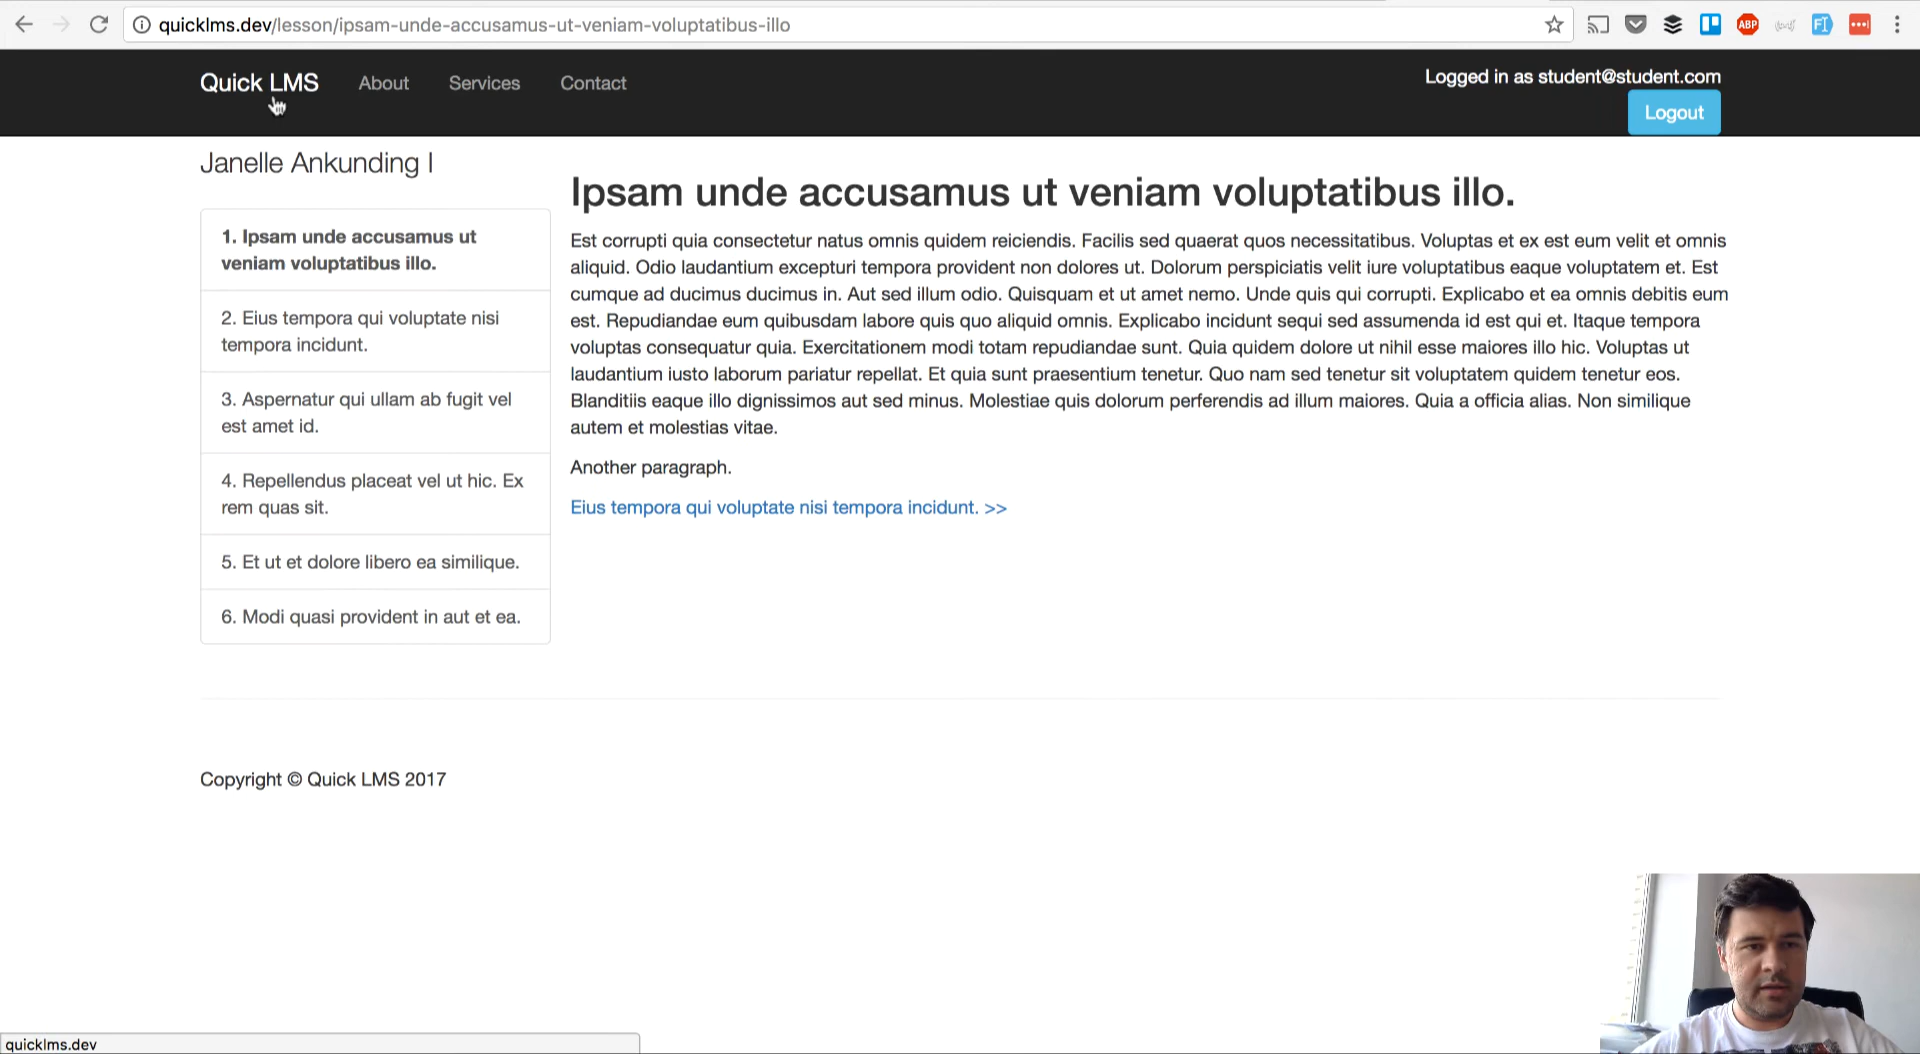 quicklms.dev/lesson/ipsam-unde-accusamus-ut-veniam-voluptatibus-illo
ABP
Quick LMS
About
Services
Contact
Logged in as student@student.com
Logout
Janelle Ankunding I
1. Ipsam unde accusamus ut
veniam voluptatibus illo.
2. Eius tempora qui voluptate nisi
tempora incidunt.
3. Aspernatur qui ullam ab fugit vel
est amet id.
4. Repellendus placeat vel ut hic. Ex
rem quas sit.
5. Et ut et dolore libero ea similique.
6. Modi quasi provident in aut et ea.
Ipsam unde accusamus ut veniam voluptatibus illo.
Est corrupti quia consectetur natus omnis quidem reiciendis. Facilis sed quaerat quos necessitatibus. Voluptas et ex est eum velit et omnis
aliquid. Odio laudantium excepturi tempora provident non dolores ut. Dolorum perspiciatis velit iure voluptatibus eaque voluptatem et. Est
cumque ad ducimus ducimus in. Aut sed illum odio. Quisquam et ut amet nemo. Unde quis qui corrupti. Explicabo et ea omnis debitis eum
est. Repudiandae eum quibusdam labore quis quo aliquid omnis. Explicabo incidunt sequi sed assumenda id est qui et. Itaque tempora
voluptas consequatur quia. Exercitationem modi totam repudiandae sunt. Quia quidem dolore ut nihil esse maiores illo hic. Voluptas ut
laudantium iusto laborum pariatur repellat. Et quia sunt praesentium tenetur. Quo nam sed tenetur sit voluptatem quidem tenetur eos.
Blanditiis eaque illo dignissimos aut sed minus. Molestiae quis dolorum perferendis ad illum maiores. Quia a officia alias. Non similique
autem et molestias vitae.
Another paragraph.
Eius tempora qui voluptate nisi tempora incidunt. >>
Copyright © Quick LMS 2017
quicklms.dev